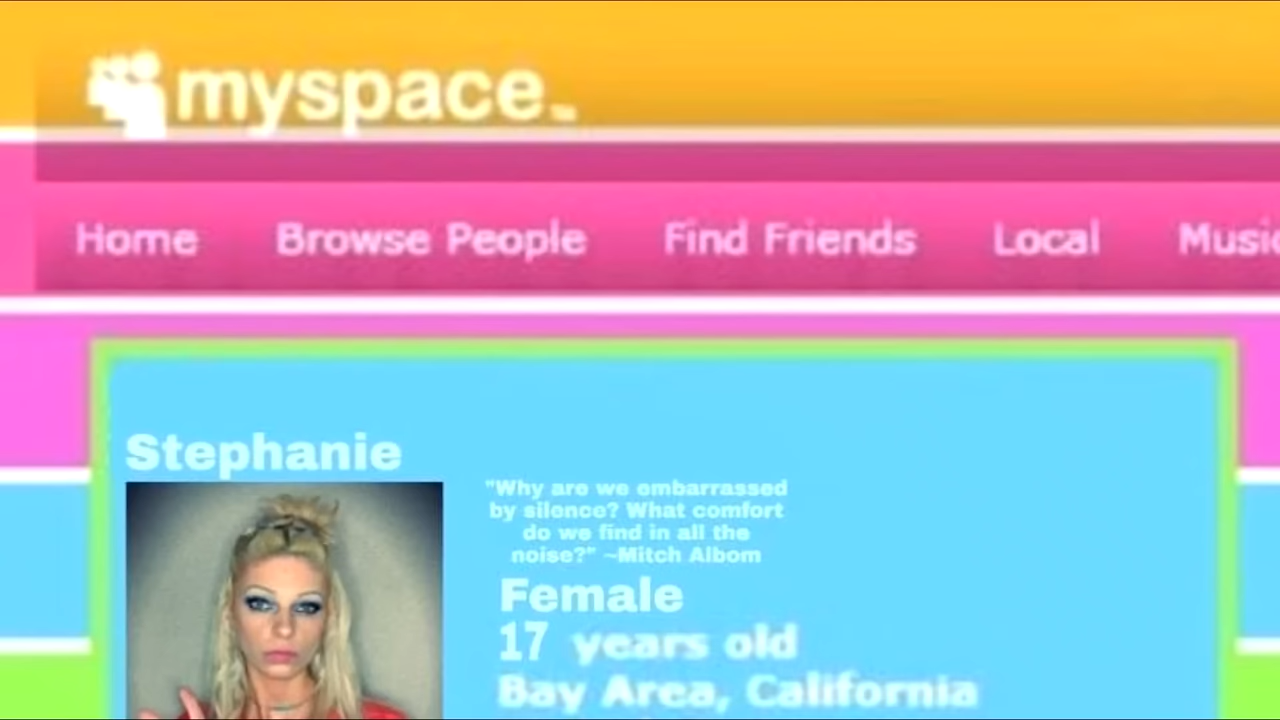 myspace
Home Browse People Find Friends Local Music
Stephanie
"Why are we embarrassed
by silence? What comfort
do we find in all the
noise?" ~Mitch Albom
Female
17 years old
Bay Area, California